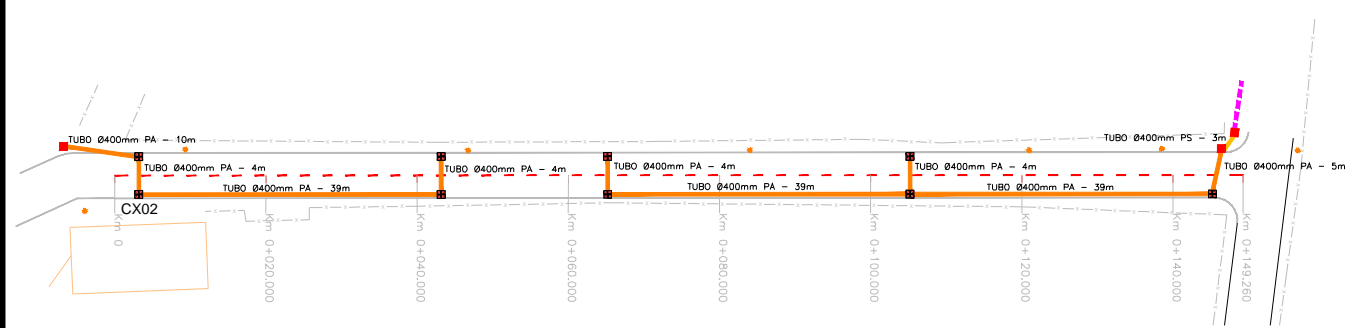 TUBO Ø400mm PA - 10m
TUBO Ø400mm PS - 3m
TUBO Ø400mm PA - 4m
TUBO Ø400mm PA - 4m
TUBO Ø400mm PA - 4m
TUBO Ø400mm PA - 4m
TUBO Ø400mm PA - 5m
TUBO Ø400mm PA - 39m
TUBO Ø400mm PA - 39m
TUBO Ø400mm PA - 39m
CX02
Km 0
Km 0+020.000
Km 0+040.000
Km 0+060.000
Km 0+080.000
Km 0+100.000
Km 0+120.000
Km 0+140.000
Km 0+149.260